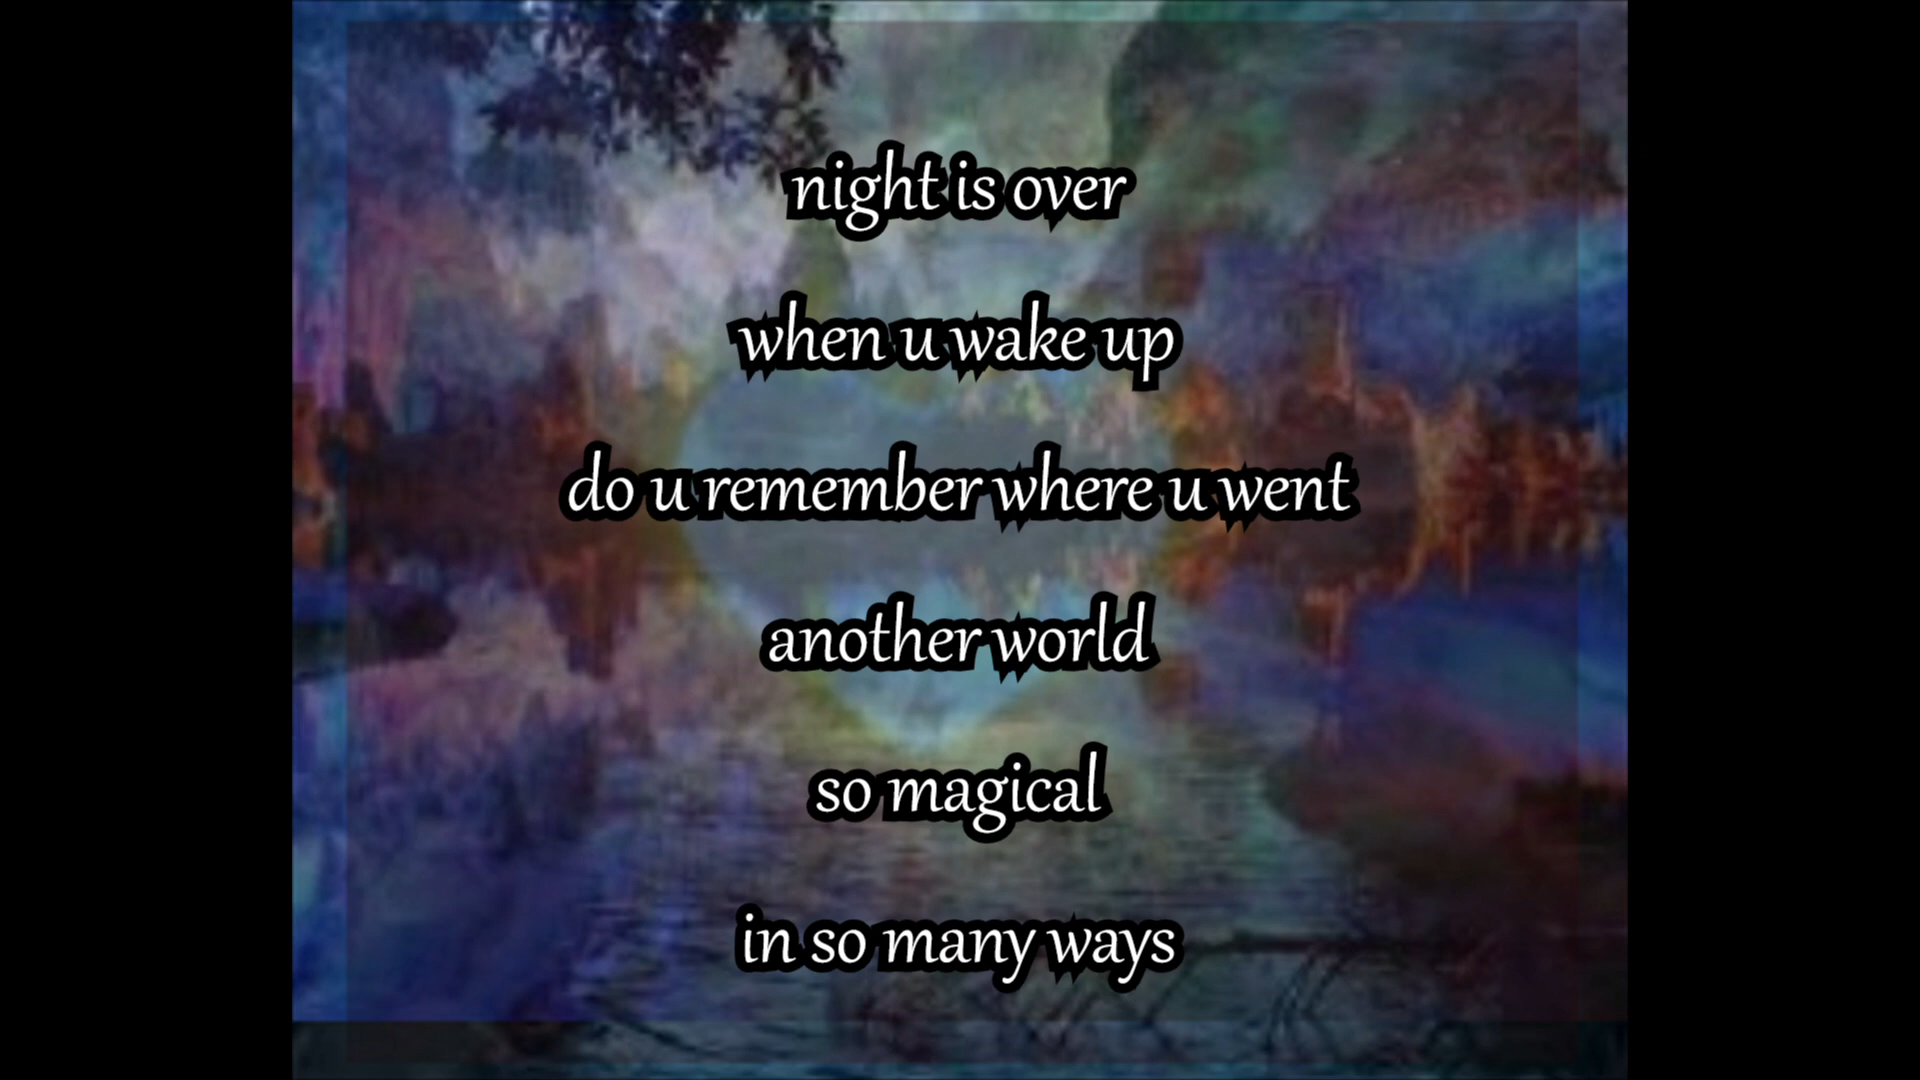 night is over
when u wake up
do u remember where u went
another world
so magical
in so many ways